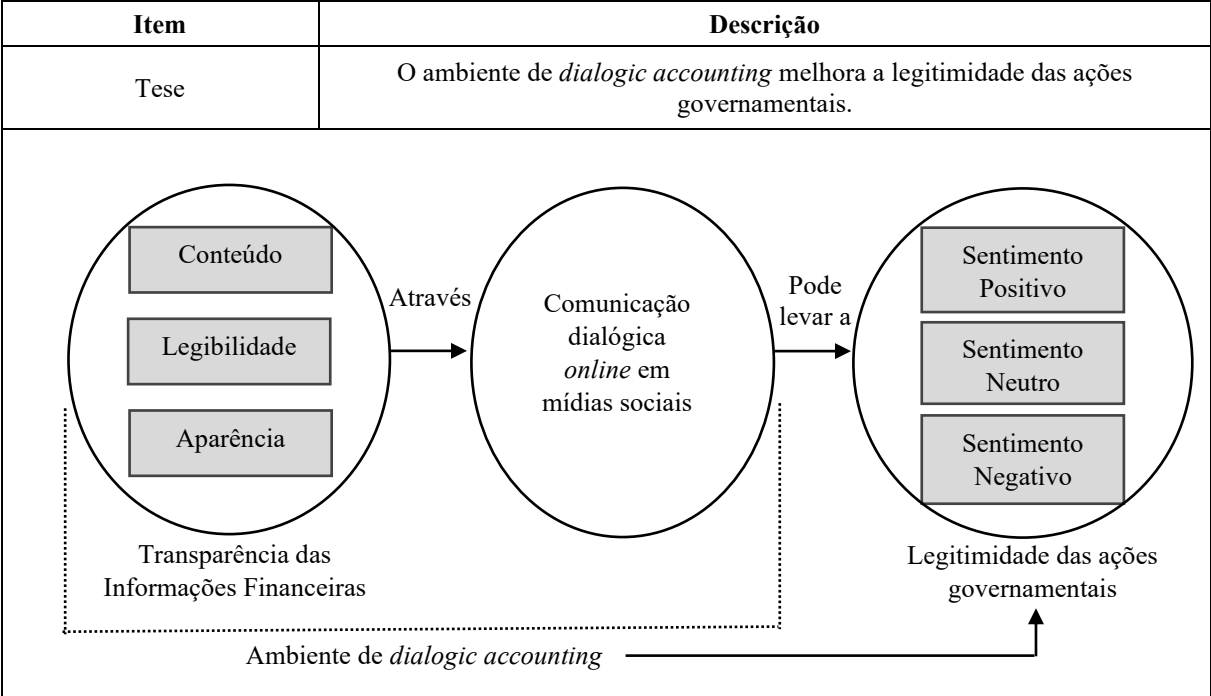 Item
Descrição
Tese
O ambiente de dialogic accounting melhora a legitimidade das ações
governamentais.
Conteúdo
Legibilidade
Aparência
Transparência das
Informações Financeiras
Através
Comunicação
dialógica
online em
mídias sociais
Pode
levar a
Sentimento
Positivo
Sentimento
Neutro
Sentimento
Negativo
Legitimidade das ações
governamentais
Ambiente de dialogic accounting